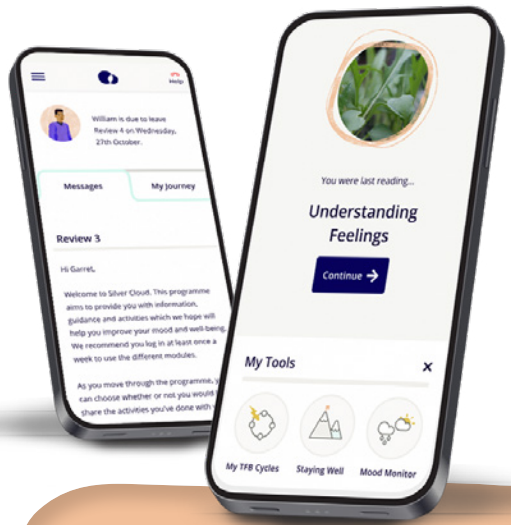 Help
William is due to leave
Review 4 on Wednesday,
27th October.
Messages
My Journey
Review 3
Hi Garret,
Welcome to Silver Cloud. This programme
aims to provide you with information,
guidance and activities which we hope will
help you improve your mood and well-being.
We recommend you log in at least once a
week to use the different modules.
As you move through the programme, y
can choose whether or not you would
share the activities you've done with
You were last reading...
Understanding
Feelings
Continue →
My Tools
×
My TFB Cycles
Staying Well
Mood Monitor